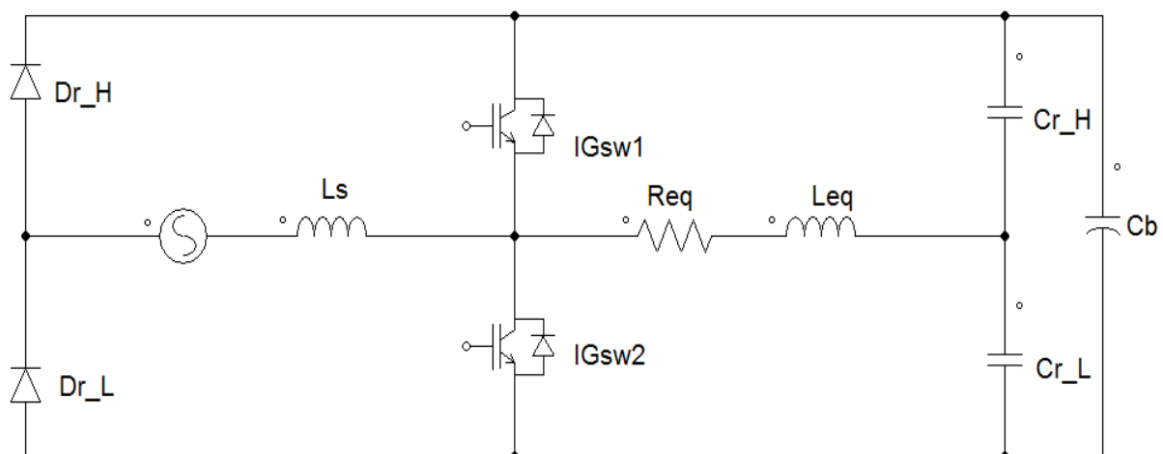 Dr_H
IGsw1
Cr_H
Ls
Req
Leq
Cb
IGsw2
Dr_L
Cr_L